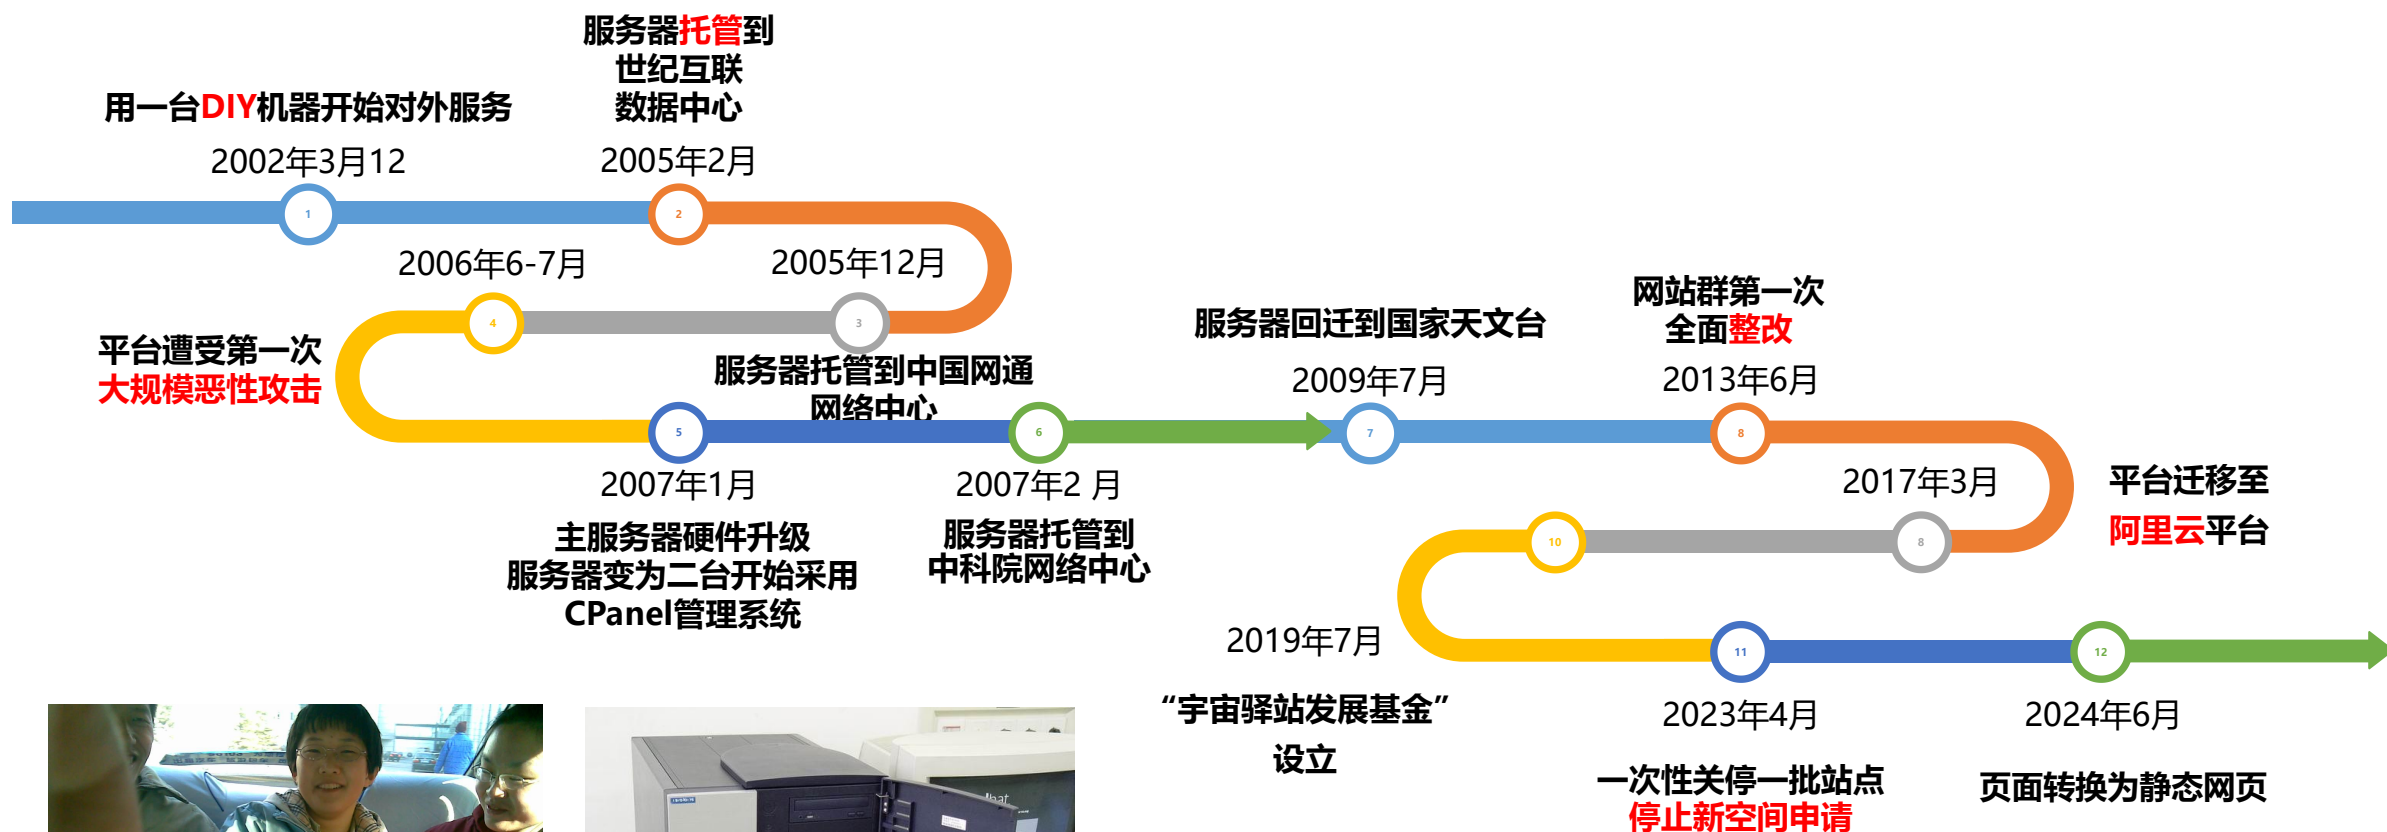 用一台DIY机器开始对外服务
2002年3月12
1
服务器托管到
世纪互联
数据中心
2005年2月
2
2005年12月
3
服务器托管到中国网通
网络中心
2006年6-7月
4
平台遭受第一次
大规模恶性攻击
5
2007年1月
主服务器硬件升级
服务器变为二台开始采用
CPanel管理系统
6
2007年2 月
服务器托管到
中科院网络中心
服务器回迁到国家天文台
2009年7月
7
网站群第一次
全面整改
2013年6月
8
2017年3月
8
平台迁移至
阿里云平台
10
2019年7月
“宇宙驿站发展基金”
设立
11
2023年4月
一次性关停一批站点
停止新空间申请
12
2024年6月
页面转换为静态网页